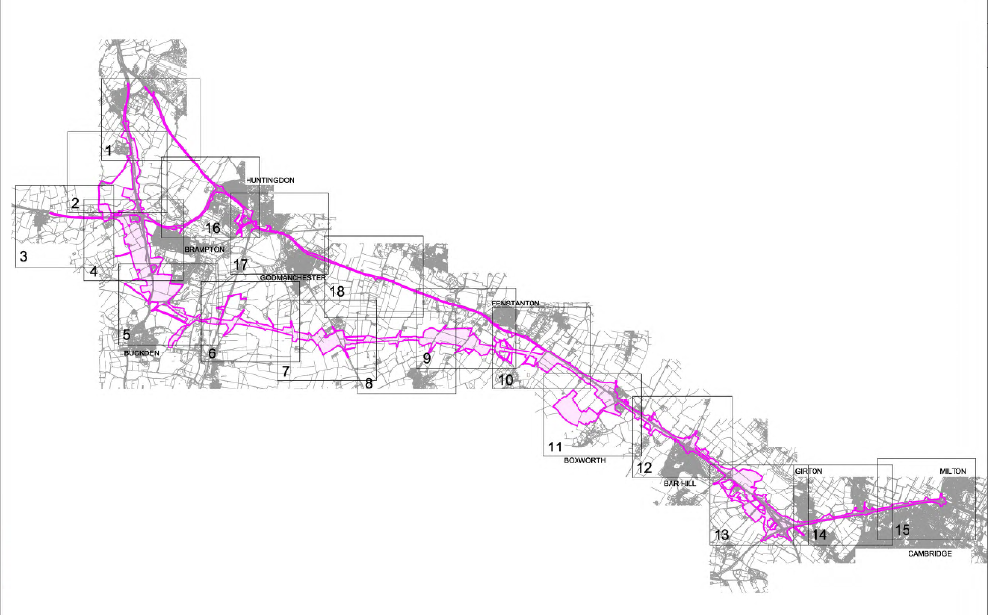 1
HUNTINGDON
2
16
3
BRAMPTON
4
17
GODMANCHESTER
18
FENSTANTON
5
BUCKDEN
6
7
8
9
10
11
BOXWORTH
12
BAR HILL
GIRTON
MILTON
13
14
15
CAMBRIDGE